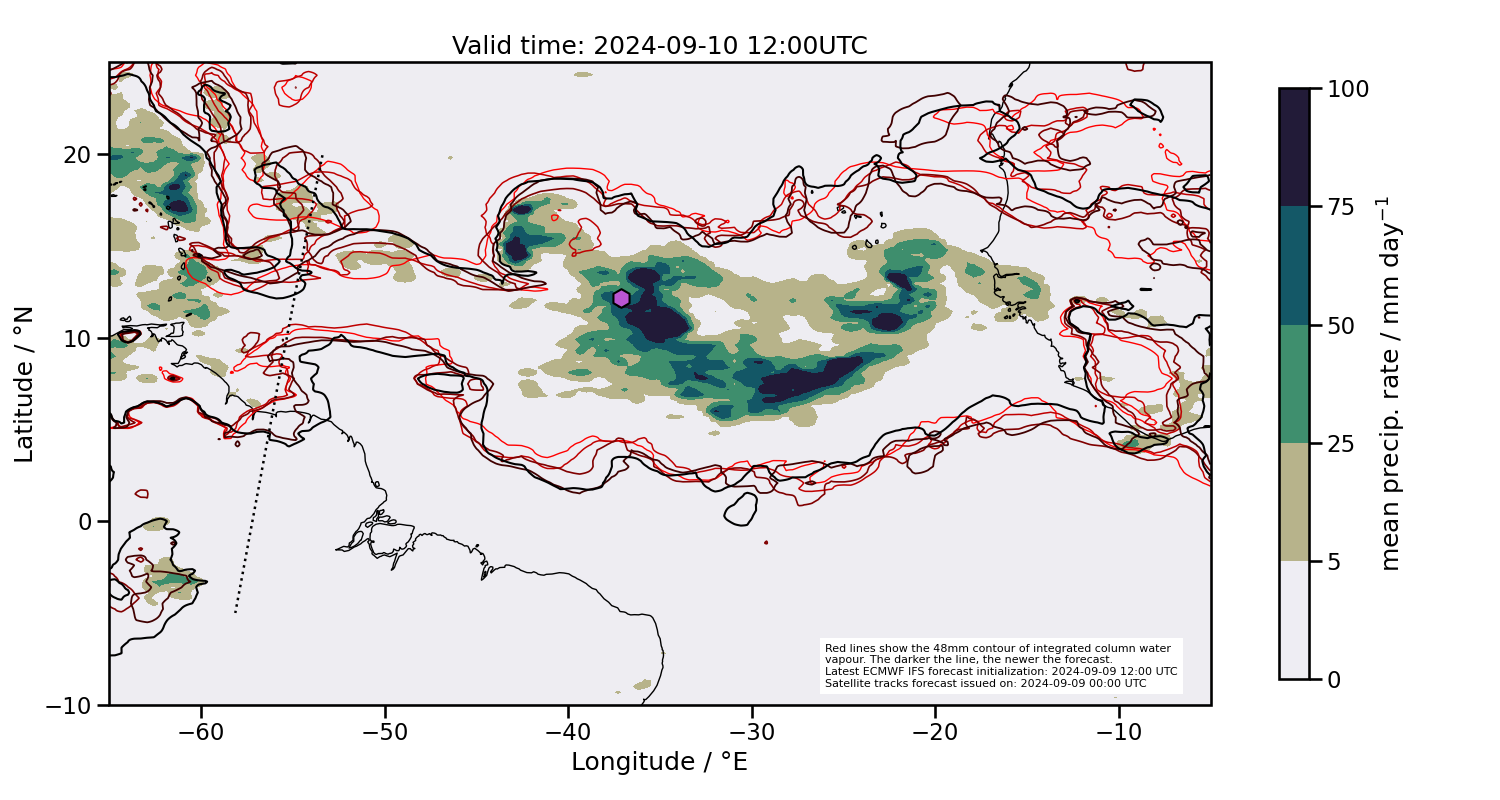 Valid time: 2024-09-10 12:00UTC
Latitude / °N
20
10
0
−10
−60
−50
−40
−30
−20
−10
Longitude / °E
Red lines show the 48mm contour of integrated column water
vapour. The darker the line, the newer the forecast.
Latest ECMWF IFS forecast initialization: 2024-09-09 12:00 UTC
Satellite tracks forecast issued on: 2024-09-09 00:00 UTC
100
75
50
25
5
0
mean precip. rate / mm day⁻¹